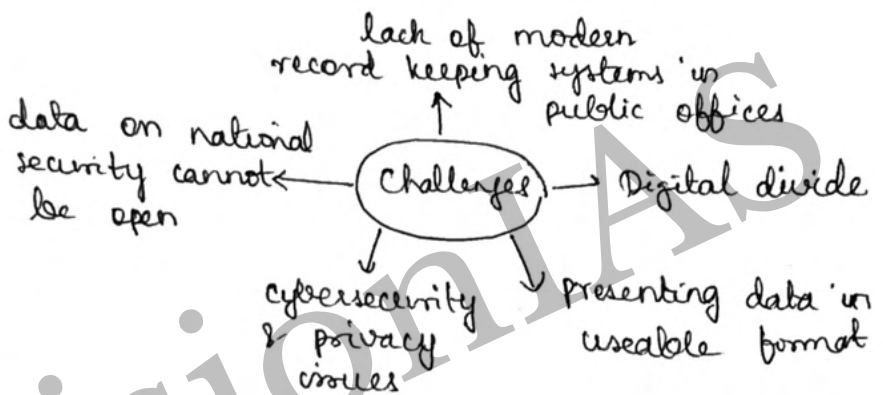 lack of modern
record keeping systems in
public offices
data on national
security cannot
be open
Challenges
Digital divide
cybersecurity
& privacy
issues
presenting data in
useable format
VisionIAS